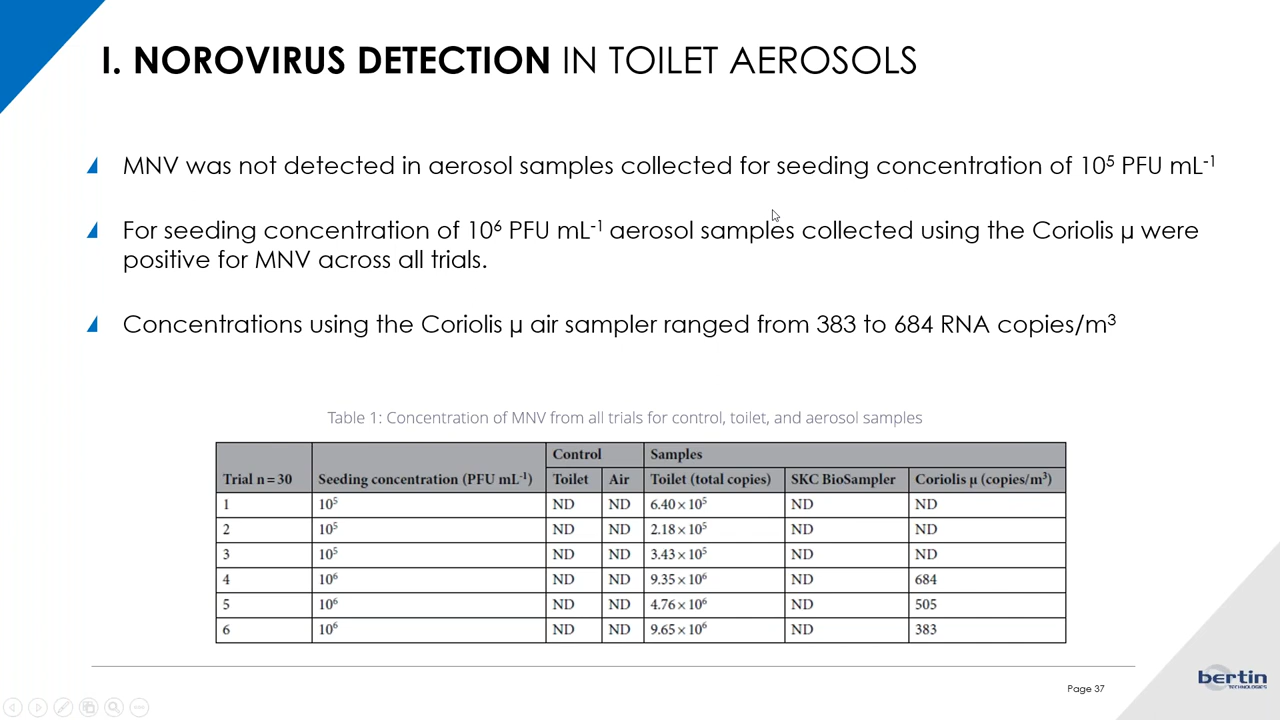 I. NOROVIRUS DETECTION IN TOILET AEROSOLS
MNV was not detected in aerosol samples collected for seeding concentration of 10⁵ PFU mL⁻¹
For seeding concentration of 10⁶ PFU mL⁻¹ aerosol samples collected using the Coriolis µ were
positive for MNV across all trials.
Concentrations using the Coriolis µ air sampler ranged from 383 to 684 RNA copies/m³
Table 1: Concentration of MNV from all trials for control, toilet, and aerosol samples
Control Samples
Trial n = 30 Seeding concentration (PFU mL⁻¹) Toilet Air Toilet (total copies) SKC BioSampler Coriolis µ (copies/m³)
1 10⁵ ND ND 6.40 × 10⁵ ND ND
2 10⁵ ND ND 2.18 × 10⁵ ND ND
3 10⁵ ND ND 3.43 × 10⁵ ND ND
4 10⁶ ND ND 9.35 × 10⁶ ND 684
5 10⁶ ND ND 4.76 × 10⁶ ND 505
6 10⁶ ND ND 9.65 × 10⁶ ND 383
Page 37
bertin
TECHNOLOGIES